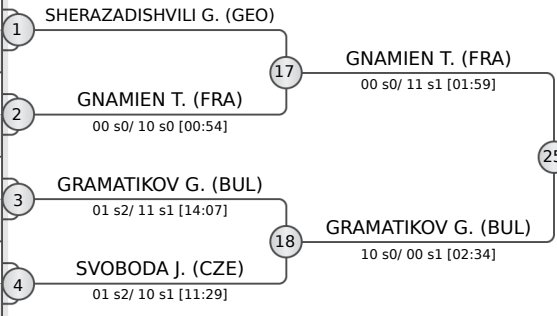 SHERAZADISHVILI G. (GEO)
1
GNAMIEN T. (FRA)
17
00 s0/ 11 s1 [01:59]
GNAMIEN T. (FRA)
2
00 s0/ 10 s0 [00:54]
25
GRAMATIKOV G. (BUL)
3
01 s2/ 11 s1 [14:07]
GRAMATIKOV G. (BUL)
18
10 s0/ 00 s1 [02:34]
SVOBODA J. (CZE)
4
01 s2/ 10 s1 [11:29]